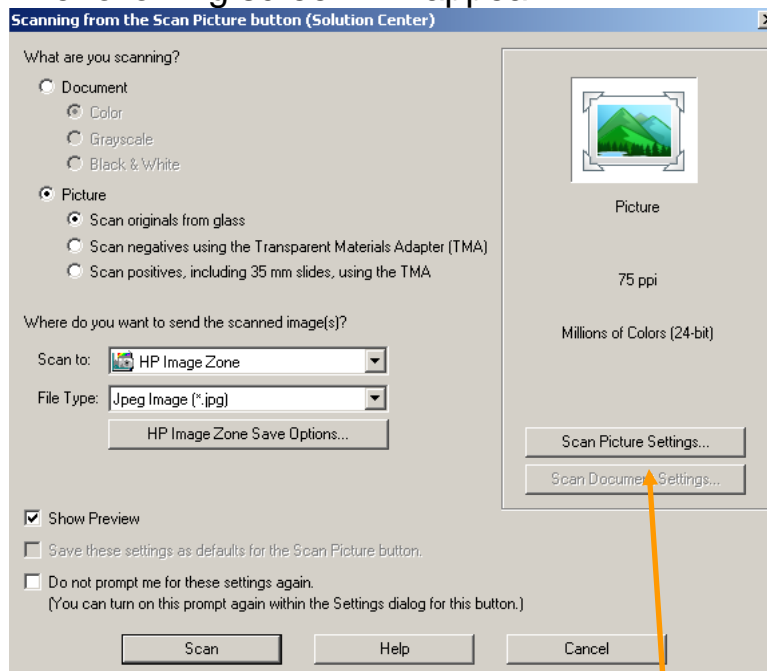 Scanning from the Scan Picture button (Solution Center)
What are you scanning?
Document
Color
Grayscale
Black & White
Picture
Scan originals from glass
Scan negatives using the Transparent Materials Adapter (TMA)
Scan positives, including 35 mm slides, using the TMA
Where do you want to send the scanned image(s)?
Scan to: HP Image Zone
File Type: Jpeg Image (*.jpg)
HP Image Zone Save Options...
Picture
75 ppi
Millions of Colors (24-bit)
Scan Picture Settings...
Scan Document Settings...
Show Preview
Save these settings as defaults for the Scan Picture button.
Do not prompt me for these settings again.
(You can turn on this prompt again within the Settings dialog for this button.)
Scan Help Cancel